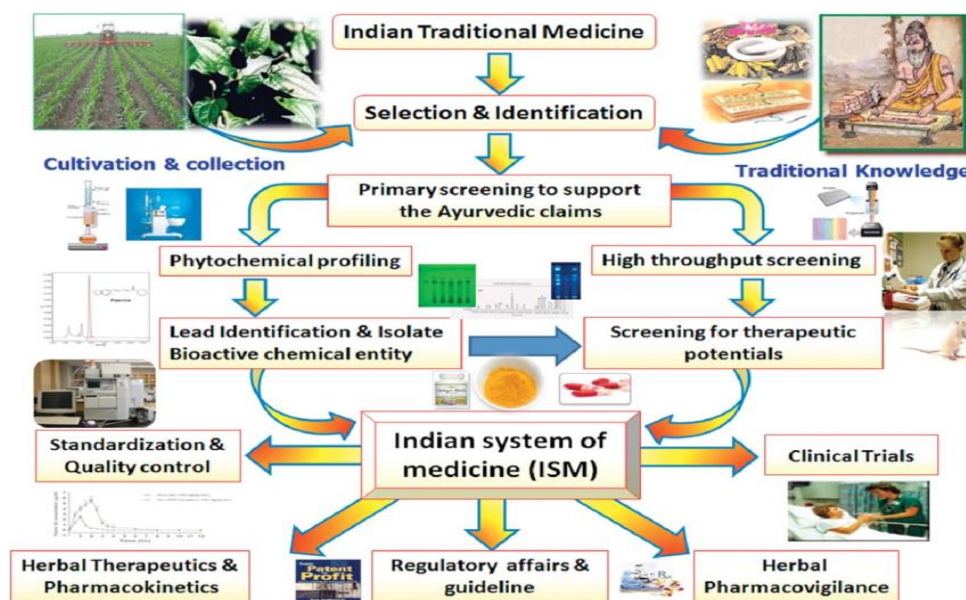 Indian Traditional Medicine
Selection & Identification
Cultivation & collection
Traditional Knowledge
Primary screening to support
the Ayurvedic claims
Phytochemical profiling
High throughput screening
Lead Identification & Isolate
Bioactive chemical entity
Screening for therapeutic
potentials
Standardization &
Quality control
Indian system of
medicine (ISM)
Clinical Trials
Herbal Therapeutics &
Pharmacokinetics
Patent
Profit
Regulatory affairs &
guideline
Herbal
Pharmacovigilance